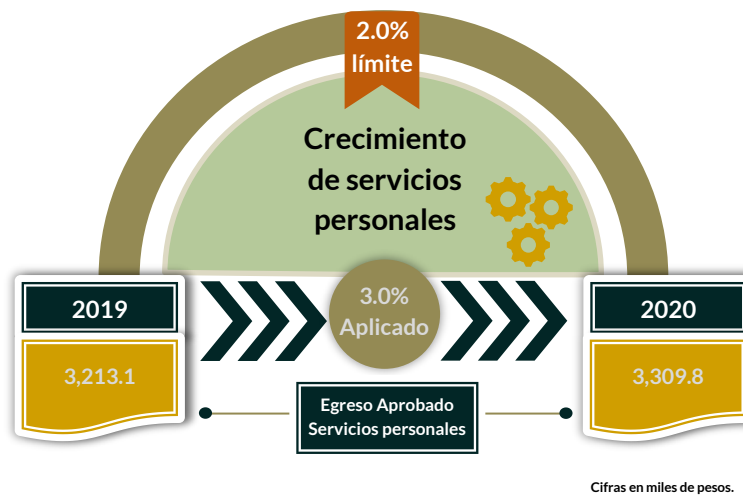 2.0%
límite
Crecimiento
de servicios
personales
2019
3.0%
Aplicado
2020
3,213.1
3,309.8
Egreso Aprobado
Servicios personales
Cifras en miles de pesos.